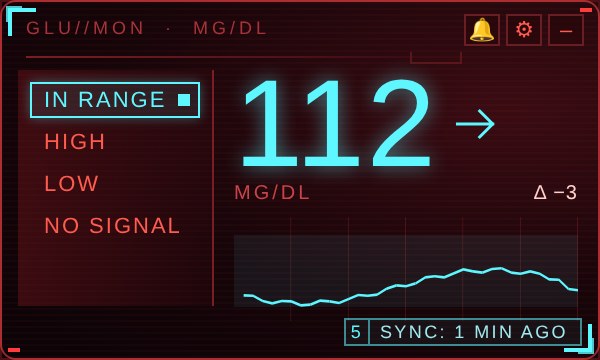 GLU//MON · MG/DL
IN RANGE
HIGH
LOW
NO SIGNAL
112
MG/DL
Δ −3
5 SYNC: 1 MIN AGO